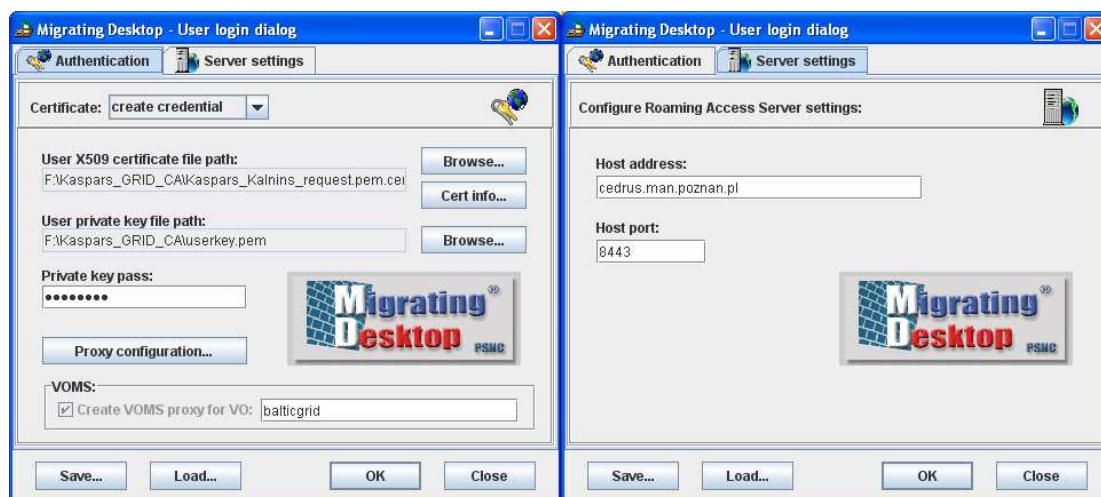 Migrating Desktop - User login dialog
Authentication Server settings
Certificate: create credential
User X509 certificate file path:
F:\Kaspars_GRID_CA\Kaspars_Kalnins_request.pem.cer
Browse...
Cert info...
User private key file path:
F:\Kaspars_GRID_CA\userkey.pem
Browse...
Private key pass:
••••••••
Migrating®
Desktop PSNC
Proxy configuration...
VOMS:
Create VOMS proxy for VO: balticgrid
Save... Load... OK Close
Migrating Desktop - User login dialog
Authentication Server settings
Configure Roaming Access Server settings:
Host address:
cedrus.man.poznan.pl
Host port:
8443
Migrating®
Desktop PSNC
Save... Load... OK Close